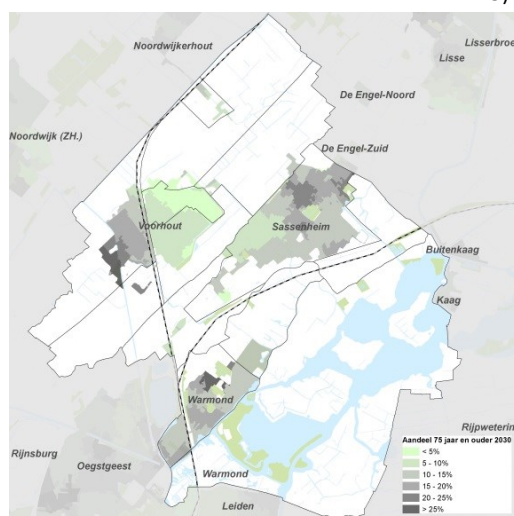 Noordwijkerhout
Lisserbroe
Lisse
De Engel-Noord
Noordwijk (ZH.)
De Engel-Zuid
Voorhout
Sassenheim
Buitenkaag
Kaag
Warmond
Rijnsburg
Oegstgeest
Warmond
Rijpwetering
Leiden
Aandeel 75 jaar en ouder 2030
< 5%
5 - 10%
10 - 15%
15 - 20%
20 - 25%
> 25%